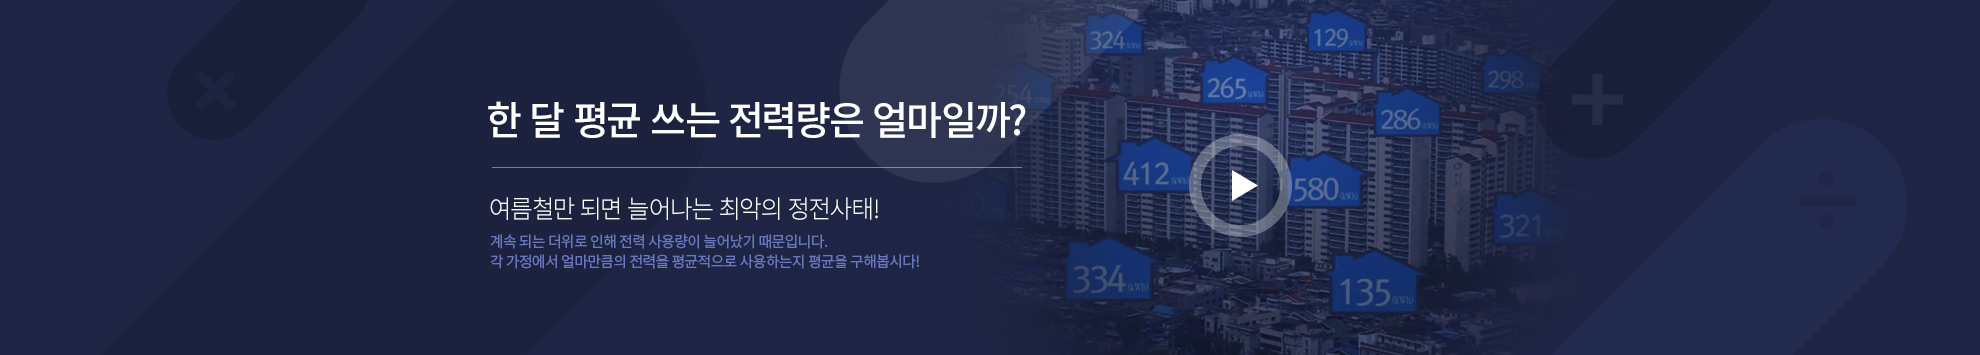 한 달 평균 쓰는 전력량은 얼마일까?
여름철만 되면 늘어나는 최악의 정전사태!
계속 되는 더위로 인해 전력 사용량이 늘어났기 때문입니다.
각 가정에서 얼마만큼의 전력을 평균적으로 사용하는지 평균을 구해봅시다!
324
129
265
298
254
286
412 (kWh)
580 (kWh)
321
334 (kWh)
135 (kWh)